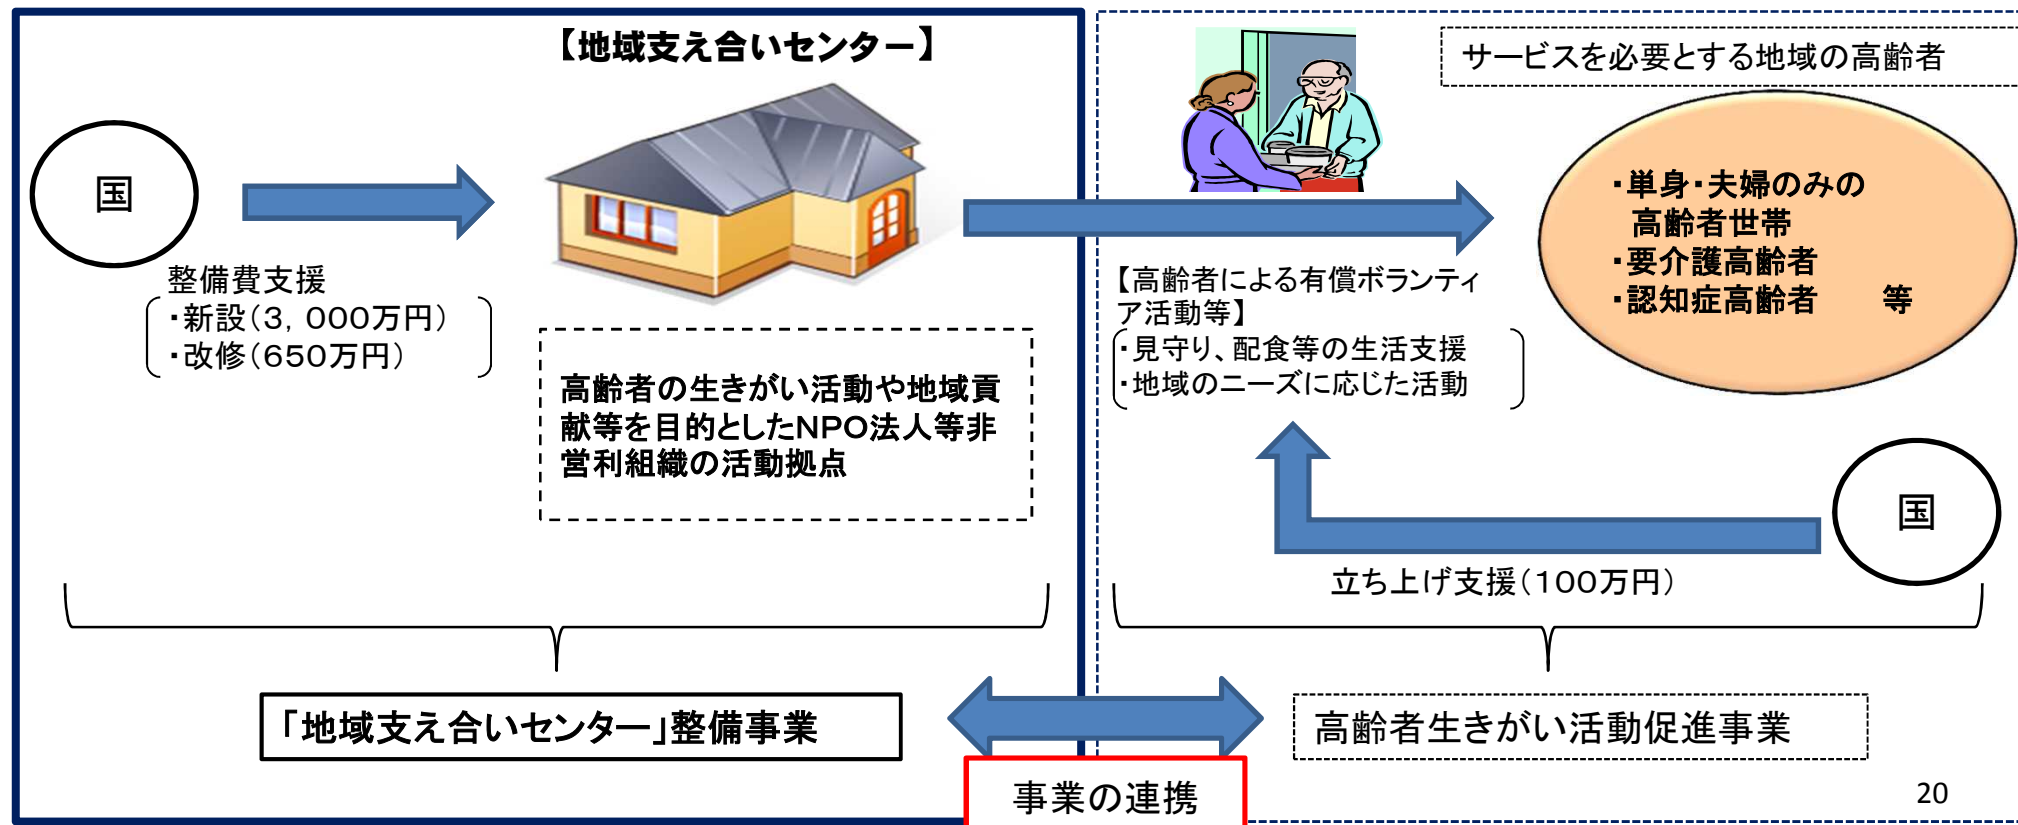 【地域支え合いセンター】
国
整備費支援
・新設（３，０００万円）
・改修（６５０万円）
高齢者の生きがい活動や地域貢
献等を目的としたＮＰＯ法人等非
営利組織の活動拠点
「地域支え合いセンター」整備事業
サービスを必要とする地域の高齢者
・単身・夫婦のみの
高齢者世帯
・要介護高齢者
・認知症高齢者　　等
【高齢者による有償ボランティ
ア活動等】
・見守り、配食等の生活支援
・地域のニーズに応じた活動
国
立ち上げ支援（１００万円）
高齢者生きがい活動促進事業
事業の連携
20